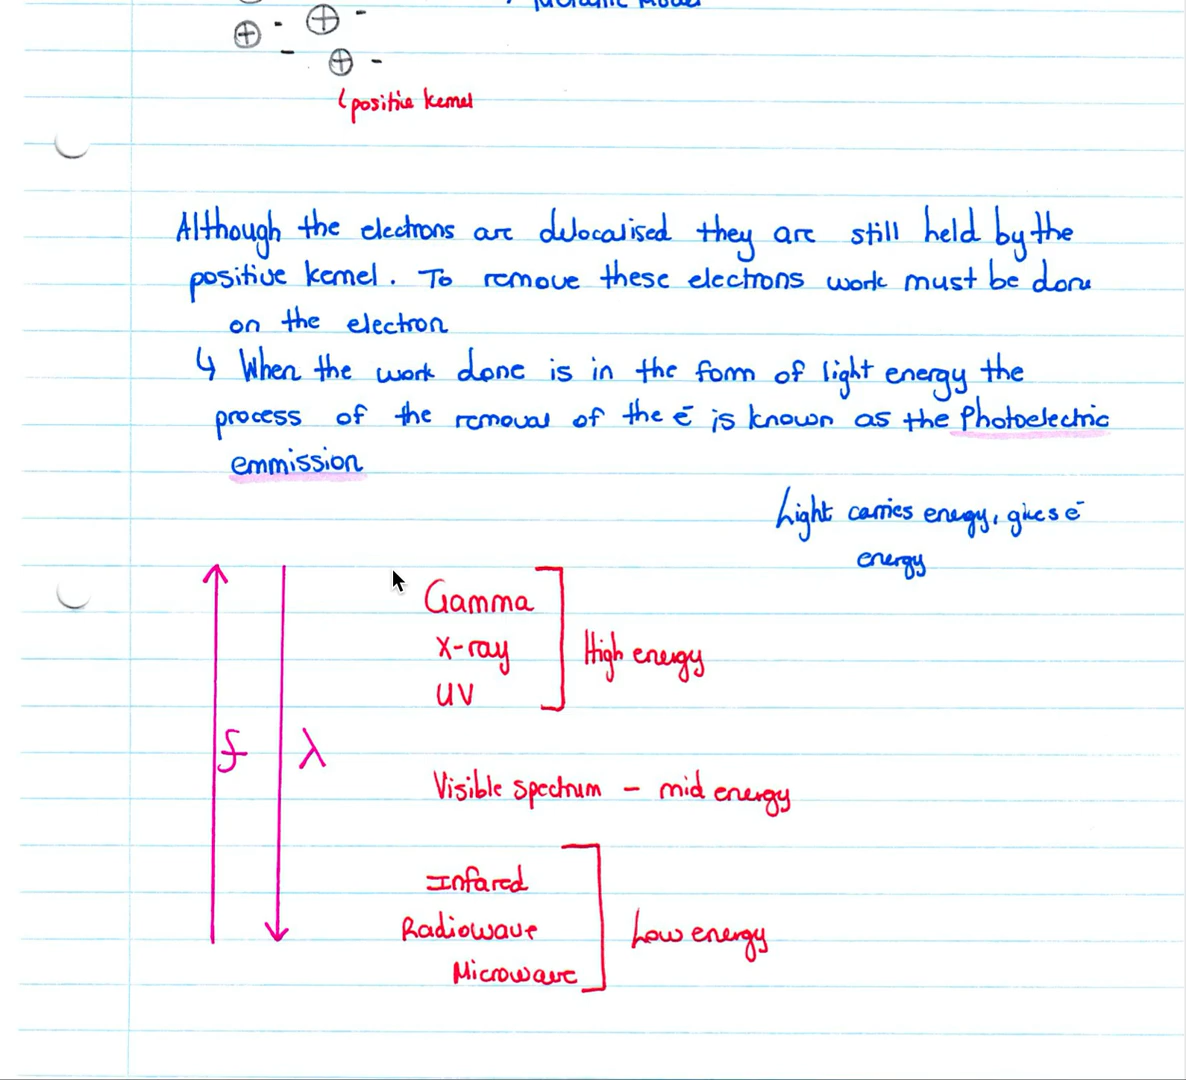 (positive kernel
Although the electrons are delocalised they are still held by the
positive kernel. To remove these electrons work must be done
on the electron
↳ When the work done is in the form of light energy the
process of the removal of the e⁻ is known as the Photoelectric
emmission
Light carries energy, gives e⁻
energy
Gamma
X-ray
UV
High energy
f
λ
Visible spectrum - mid energy
Infared
Radiowave
Microwave
Low energy